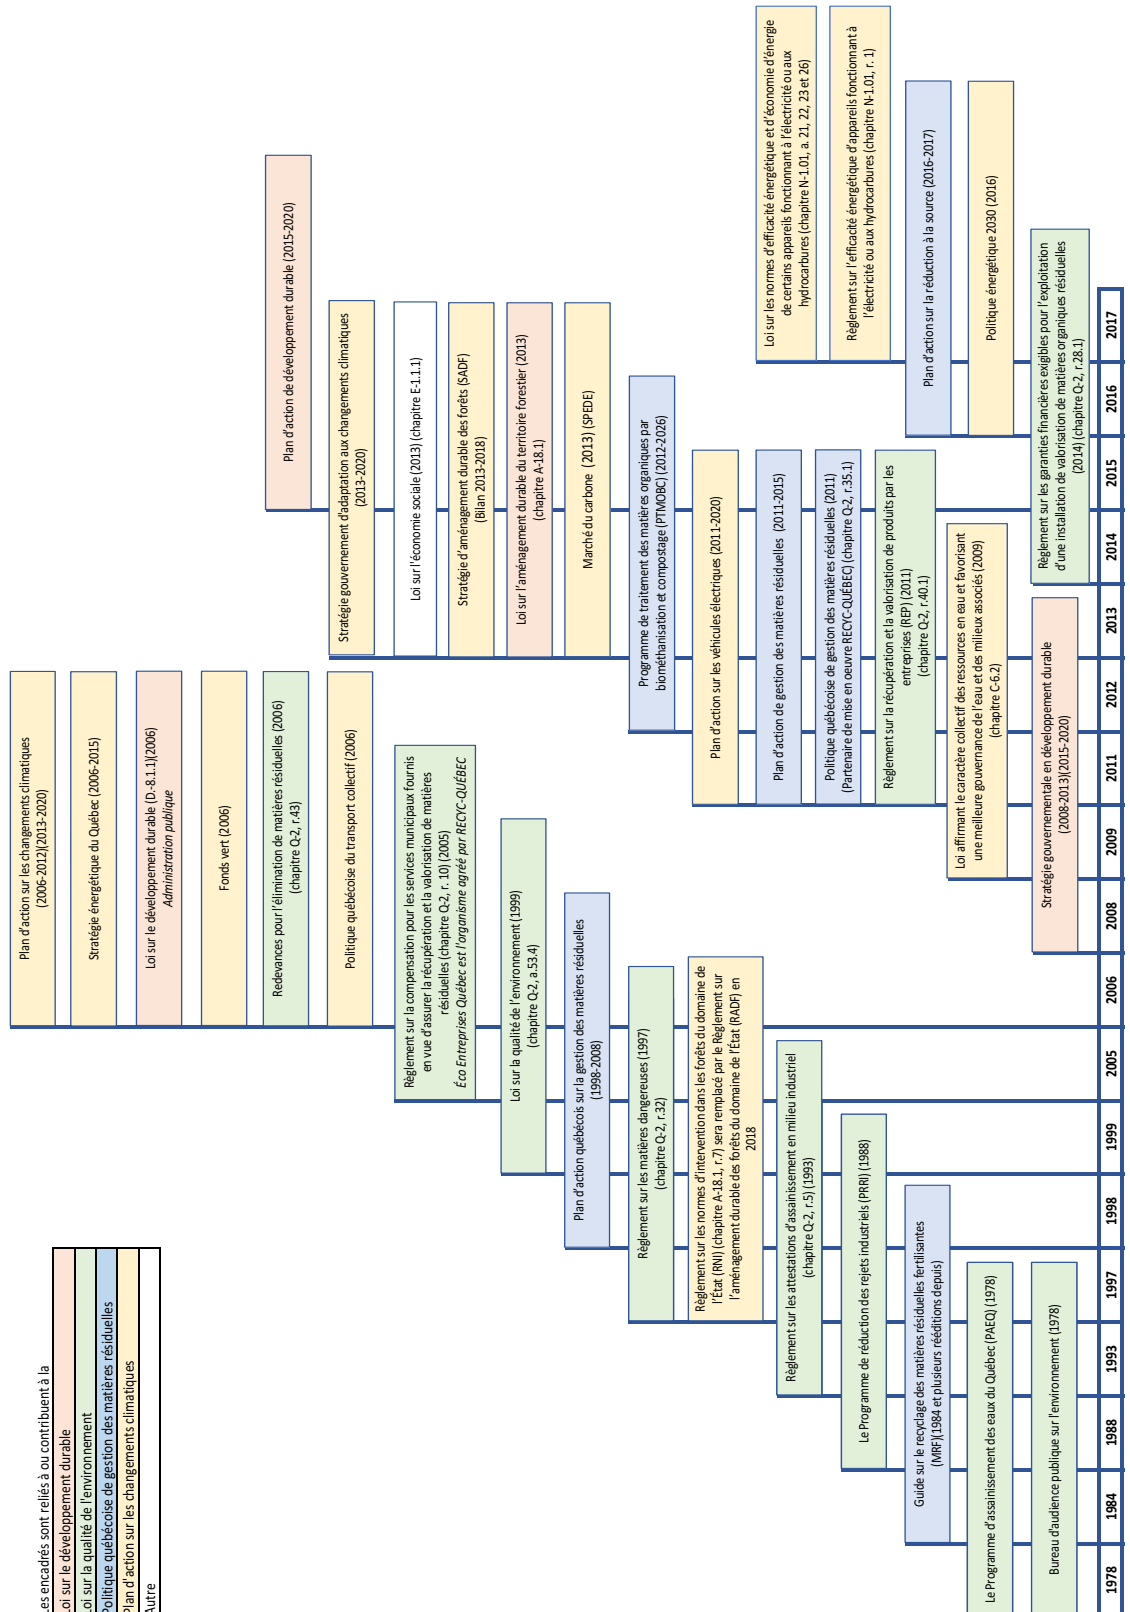 Les encadrés sont reliés à ou contribuent à la
Loi sur le développement durable
Loi sur la qualité de l'environnement
Politique québécoise de gestion des matières résiduelles
Plan d'action sur les changements climatiques
Autre
Plan d'action sur les changements climatiques
(2006-2012)(2013-2020)
Stratégie énergétique du Québec (2006-2015)
Loi sur le développement durable (D.-8.1.1)(2006)
Administration publique
Fonds vert (2006)
Redevances pour l'élimination de matières résiduelles (2006)
(chapitre Q-2, r.43)
Politique québécoise du transport collectif (2006)
Règlement sur la compensation pour les services municipaux fournis
en vue d'assurer la récupération et la valorisation de matières
résiduelles (chapitre Q-2, r. 10) (2005)
Éco Entreprises Québec est l'organisme agréé par RECYC-QUÉBEC
Loi sur la qualité de l'environnement (1999)
(chapitre Q-2, a.53.4)
Plan d'action québécois sur la gestion des matières résiduelles
(1998-2008)
Règlement sur les matières dangereuses (1997)
(chapitre Q-2, r.32)
Règlement sur les normes d'intervention dans les forêts du domaine de
l'État (RNI) (chapitre A-18.1, r.7) sera remplacé par le Règlement sur
l'aménagement durable des forêts du domaine de l'État (RADF) en
2018
Règlement sur les attestations d'assainissement en milieu industriel
(chapitre Q-2, r.5) (1993)
Le Programme de réduction des rejets industriels (PRRI) (1988)
Guide sur le recyclage des matières résiduelles fertilisantes
(MRF)(1984 et plusieurs rééditions depuis)
Le Programme d'assainissement des eaux du Québec (PAEQ) (1978)
Bureau d'audience publique sur l'environnement (1978)
Plan d'action de développement durable (2015-2020)
Stratégie gouvernement d'adaptation aux changements climatiques
(2013-2020)
Loi sur l'économie sociale (2013) (chapitre E-1.1.1)
Stratégie d'aménagement durable des forêts (SADF)
(Bilan 2013-2018)
Loi sur l'aménagement durable du territoire forestier (2013)
(chapitre A-18.1)
Marché du carbone (2013) (SPEDE)
Programme de traitement des matières organiques par
biométhanisation et compostage (PTMOBC) (2012-2026)
Plan d'action sur les véhicules électriques (2011-2020)
Plan d'action de gestion des matières résiduelles (2011-2015)
Politique québécoise de gestion des matières résiduelles (2011)
(Partenaire de mise en oeuvre RECYC-QUÉBEC) (chapitre Q-2, r.35.1)
Règlement sur la récupération et la valorisation de produits par les
entreprises (REP) (2011)
(chapitre Q-2, r.40.1)
Loi affirmant le caractère collectif des ressources en eau et favorisant
une meilleure gouvernance de l'eau et des milieux associés (2009)
(chapitre C-6.2)
Stratégie gouvernementale en développement durable
(2008-2013)(2015-2020)
Loi sur les normes d'efficacité énergétique et d'économie d'énergie
de certains appareils fonctionnant à l'électricité ou aux
hydrocarbures (chapitre N-1.01, a. 21, 22, 23 et 26)
Règlement sur l'efficacité énergétique d'appareils fonctionnant à
l'électricité ou aux hydrocarbures (chapitre N-1.01, r. 1)
Plan d'action sur la réduction à la source (2016-2017)
Politique énergétique 2030 (2016)
Règlement sur les garanties financières exigibles pour l'exploitation
d'une installation de valorisation de matières organiques résiduelles
(2014) (chapitre Q-2, r.28.1)
1978 1984 1988 1993 1997 1998 1999 2005 2006 2008 2009 2011 2012 2013 2014 2015 2016 2017